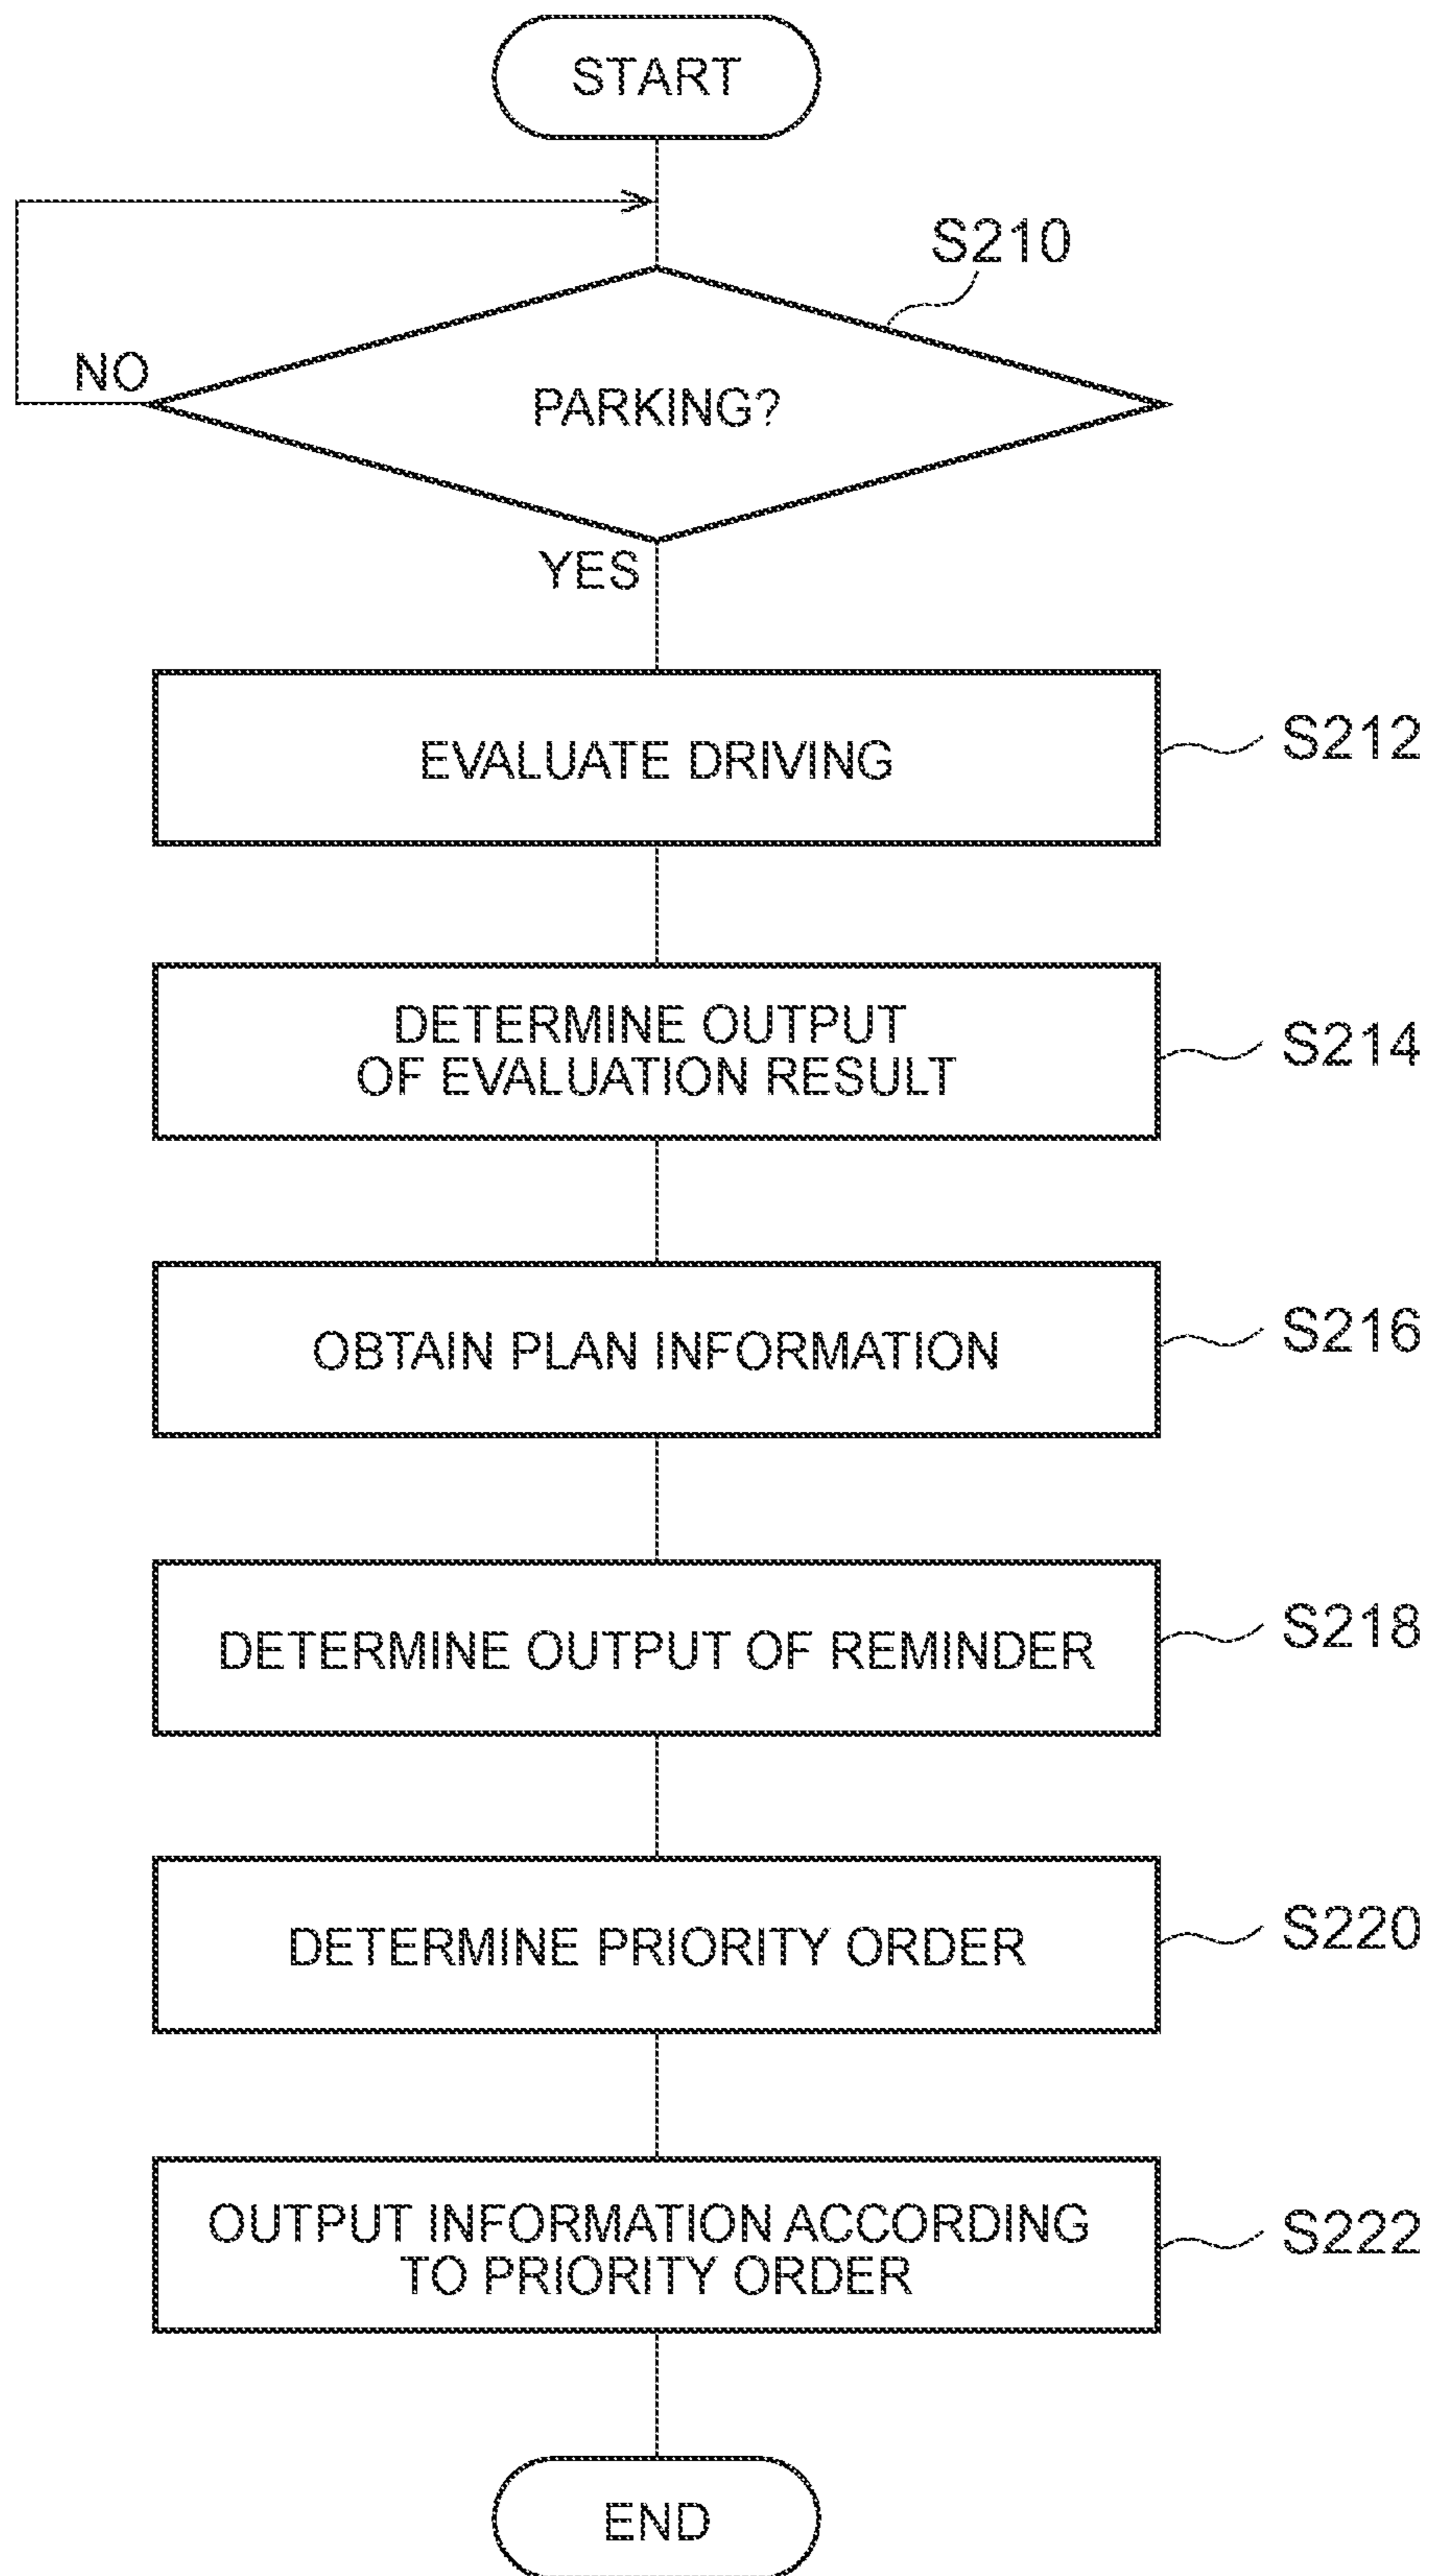 START
S210
NO
PARKING?
YES
EVALUATE DRIVING
S212
DETERMINE OUTPUT
OF EVALUATION RESULT
S214
OBTAIN PLAN INFORMATION
S216
DETERMINE OUTPUT OF REMINDER
S218
DETERMINE PRIORITY ORDER
S220
OUTPUT INFORMATION ACCORDING
TO PRIORITY ORDER
S222
END